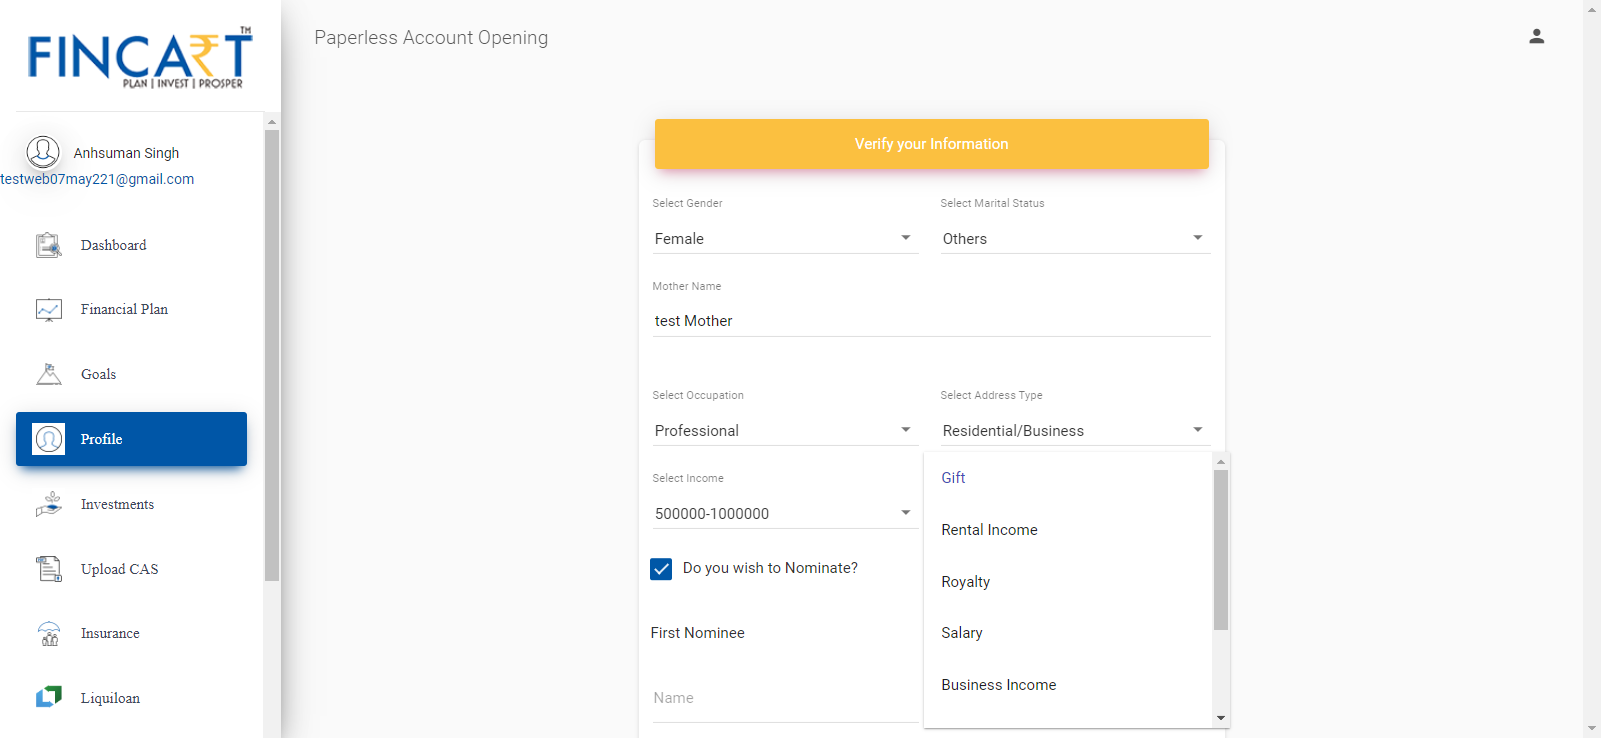 FINCART TM
PLAN | INVEST | PROSPER
Anhsuman Singh
testweb07may221@gmail.com
Dashboard
Financial Plan
Goals
Profile
Investments
Upload CAS
Insurance
Liquiloan
Paperless Account Opening
Verify your Information
Select Gender
Female
Select Marital Status
Others
Mother Name
test Mother
Select Occupation
Professional
Select Address Type
Residential/Business
Select Income
500000-1000000
Gift
Rental Income
Royalty
Salary
Business Income
Do you wish to Nominate?
First Nominee
Name